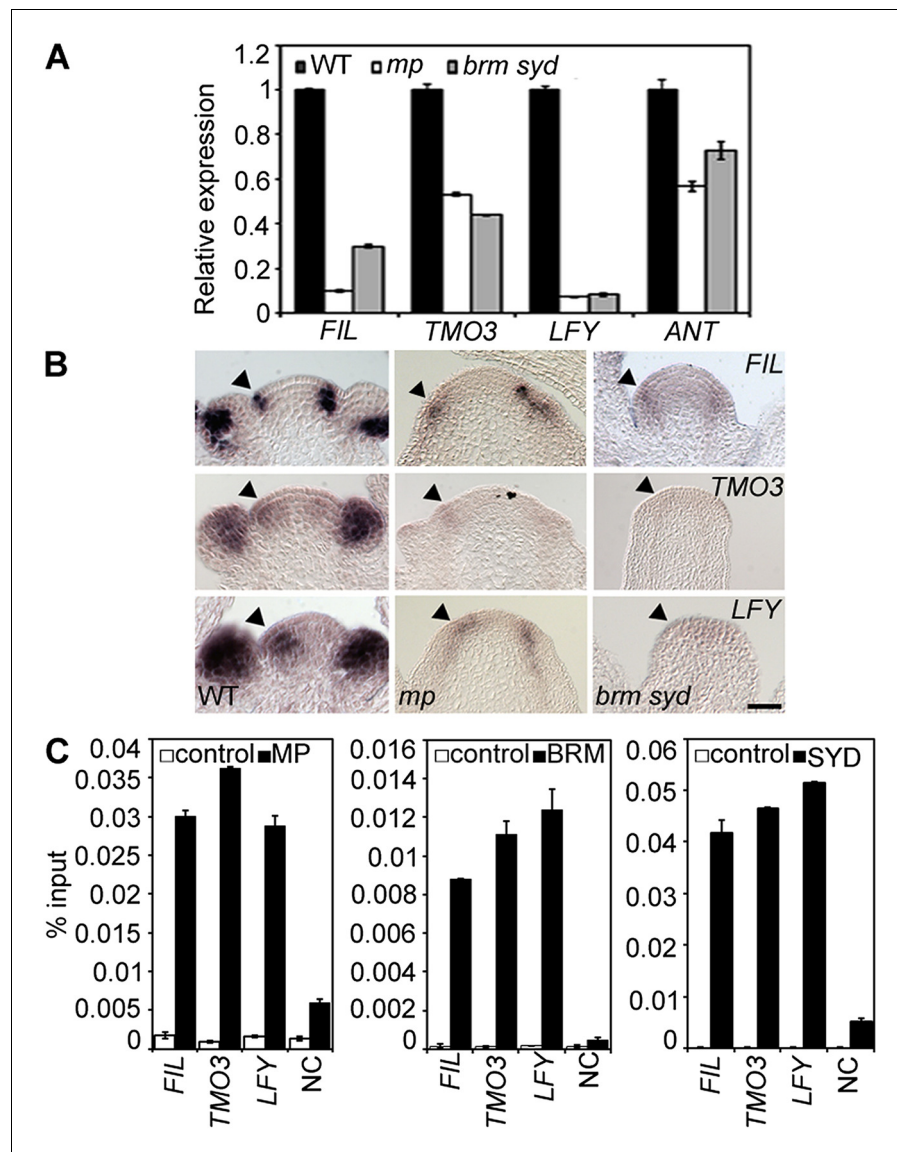 A
1.2
1
0.8
0.6
0.4
0.2
0
Relative expression
WT mp brm syd
FIL TMO3 LFY ANT
B
FIL
TMO3
LFY
WT mp brm syd
C
% input
0.04
0.035
0.03
0.025
0.02
0.015
0.01
0.005
0
control MP
FIL TMO3 LFY NC
0.016
0.014
0.012
0.01
0.008
0.006
0.004
0.002
0
control BRM
FIL TMO3 LFY NC
0.06
0.05
0.04
0.03
0.02
0.01
0
control SYD
FIL TMO3 LFY NC